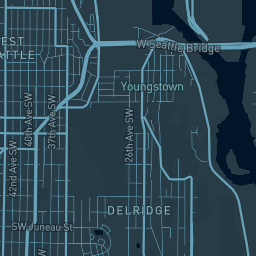 W Seattle Bridge
EST
ATTLE
Youngstown
40th Ave SW
37th Ave SW
26th Ave SW
42nd Ave SW
DELRIDGE
SW Juneau St